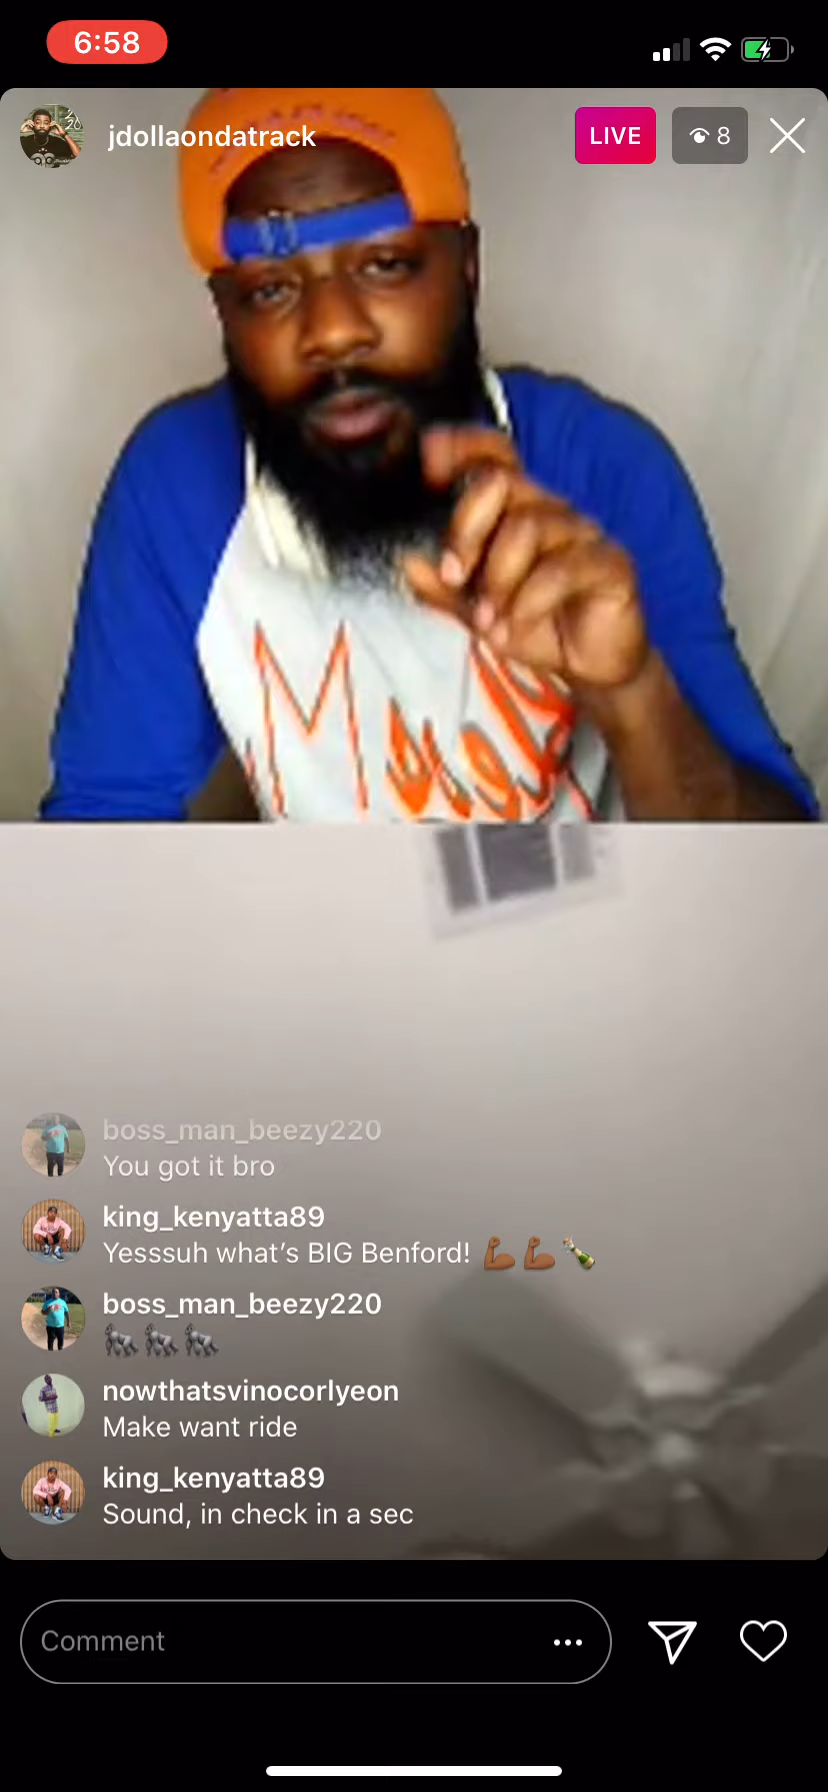 6:58
jdollaondatrack
LIVE
8
boss_man_beezy220
You got it bro
king_kenyatta89
Yesssuh what's BIG Benford! 💪🏾💪🏾🍾
boss_man_beezy220
🦍🦍🦍
nowthatsvinocorlyeon
Make want ride
king_kenyatta89
Sound, in check in a sec
Comment